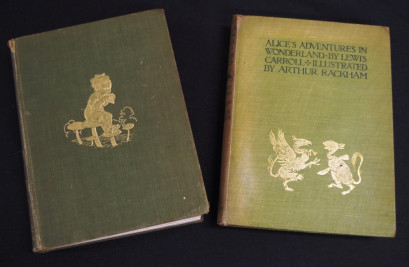 ALICE'S ADVENTURES IN
WONDERLAND·BY LEWIS
CARROLL+ILLUSTRATED
BY ARTHUR RACKHAM